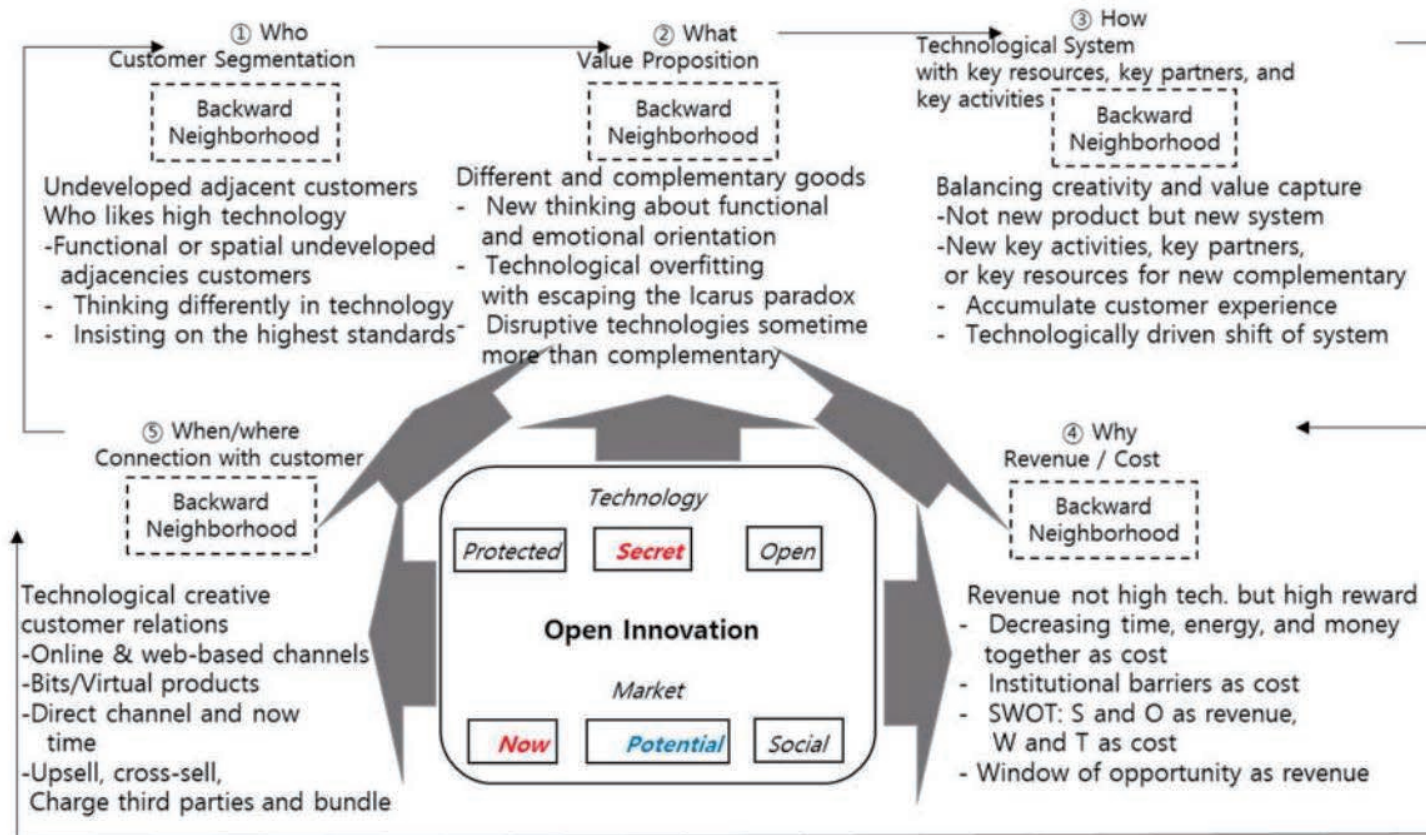 ① Who
Customer Segmentation
Backward
Neighborhood
Undeveloped adjacent customers
Who likes high technology
-Functional or spatial undeveloped
adjacencies customers
- Thinking differently in technology
- Insisting on the highest standards
② What
Value Proposition
Backward
Neighborhood
Different and complementary goods
- New thinking about functional
and emotional orientation
- Technological overfitting
with escaping the Icarus paradox
- Disruptive technologies sometime
more than complementary
③ How
Technological System
with key resources, key partners, and
key activities
Backward
Neighborhood
Balancing creativity and value capture
-Not new product but new system
-New key activities, key partners,
or key resources for new complementary
- Accumulate customer experience
- Technologically driven shift of system
④ Why
Revenue / Cost
Backward
Neighborhood
Revenue not high tech. but high reward
- Decreasing time, energy, and money
together as cost
- Institutional barriers as cost
- SWOT: S and O as revenue,
W and T as cost
- Window of opportunity as revenue
⑤ When/where
Connection with customer
Backward
Neighborhood
Technological creative
customer relations
-Online & web-based channels
-Bits/Virtual products
-Direct channel and now
time
-Upsell, cross-sell,
Charge third parties and bundle
Technology
Protected
Secret
Open
Open Innovation
Market
Now
Potential
Social